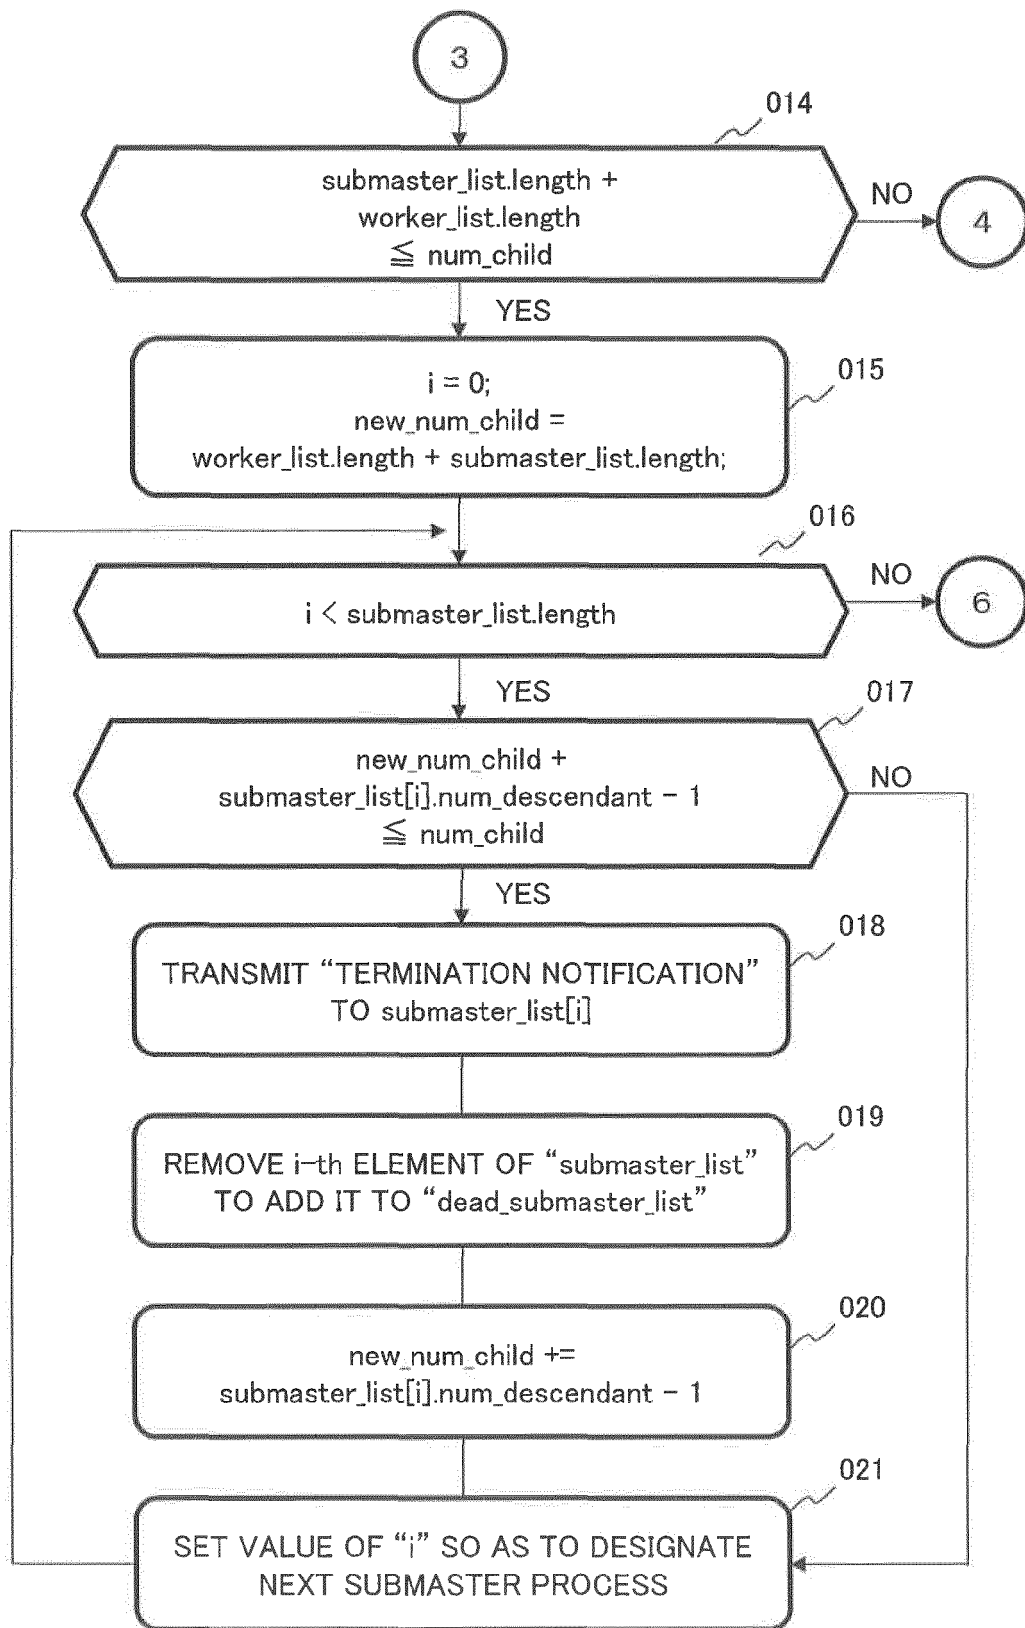 3
014
submaster_list.length +
worker_list.length
≦ num_child
NO
4
YES
015
i = 0;
new_num_child =
worker_list.length + submaster_list.length;
016
i < submaster_list.length
NO
6
YES
017
new_num_child +
submaster_list[i].num_descendant - 1
≦ num_child
NO
YES
018
TRANSMIT “TERMINATION NOTIFICATION”
TO submaster_list[i]
019
REMOVE i-th ELEMENT OF “submaster_list”
TO ADD IT TO “dead_submaster_list”
020
new_num_child +=
submaster_list[i].num_descendant - 1
021
SET VALUE OF “i” SO AS TO DESIGNATE
NEXT SUBMASTER PROCESS